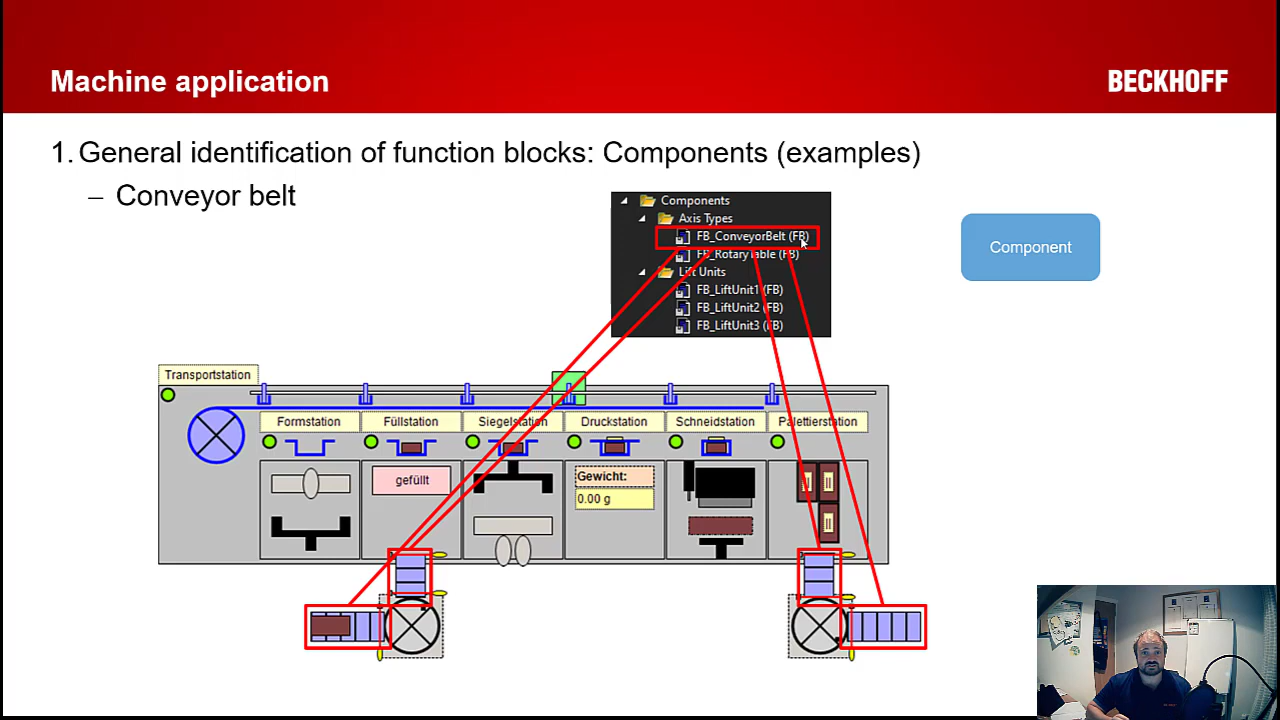 Machine application
BECKHOFF
1. General identification of function blocks: Components (examples)
– Conveyor belt
Components
Axis Types
FB_ConveyorBelt (FB)
FB_RotaryTable (FB)
Lift Units
FB_LiftUnit1 (FB)
FB_LiftUnit2 (FB)
FB_LiftUnit3 (FB)
Component
Transportstation
Formstation
Füllstation
Siegelstation
Druckstation
Schneidstation
Palettierstation
gefüllt
Gewicht:
0.00 g